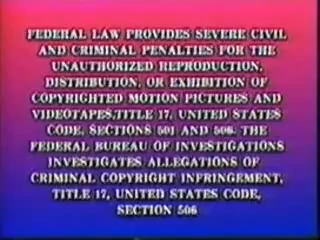 FEDERAL LAW PROVIDES SEVERE CIVIL
AND CRIMINAL PENALTIES FOR THE
UNAUTHORIZED REPRODUCTION,
DISTRIBUTION, OR EXHIBITION OF
COPYRIGHTED MOTION PICTURES AND
VIDEOTAPES,TITLE 17, UNITED STATES
CODE, SECTIONS 501 AND 506. THE
FEDERAL BUREAU OF INVESTIGATIONS
INVESTIGATES ALLEGATIONS OF
CRIMINAL COPYRIGHT INFRINGEMENT,
TITLE 17, UNITED STATES CODE,
SECTION 506